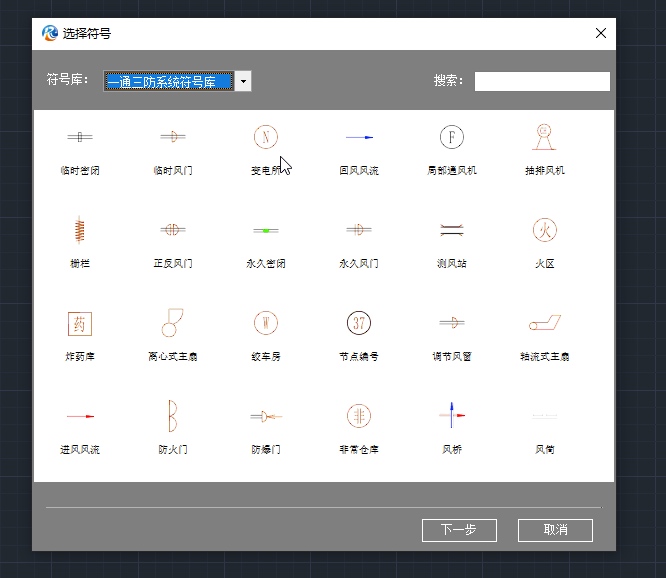 选择符号
符号库： 一通三防系统符号库 搜索：
N F
临时密闭 临时风门 变电所 回风风流 局部通风机 抽排风机
火
栅栏 正反风门 永久密闭 永久风门 测风站 火区
药 W 37
炸药库 离心式主扇 绞车房 节点编号 调节风窗 轴流式主扇
非
进风风流 防火门 防爆门 非常仓库 风桥 风筒
下一步 取消